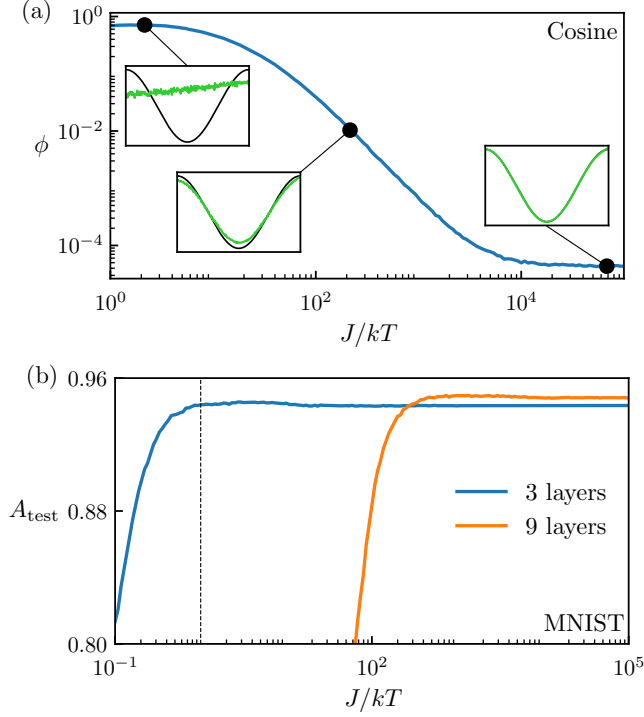 (a)
10^0
Cosine
10^{-2}
ϕ
10^{-4}
10^0 10^2 10^4
J/kT
(b)
0.96
0.88
A_test
3 layers
9 layers
0.80
MNIST
10^{-1} 10^2 10^5
J/kT